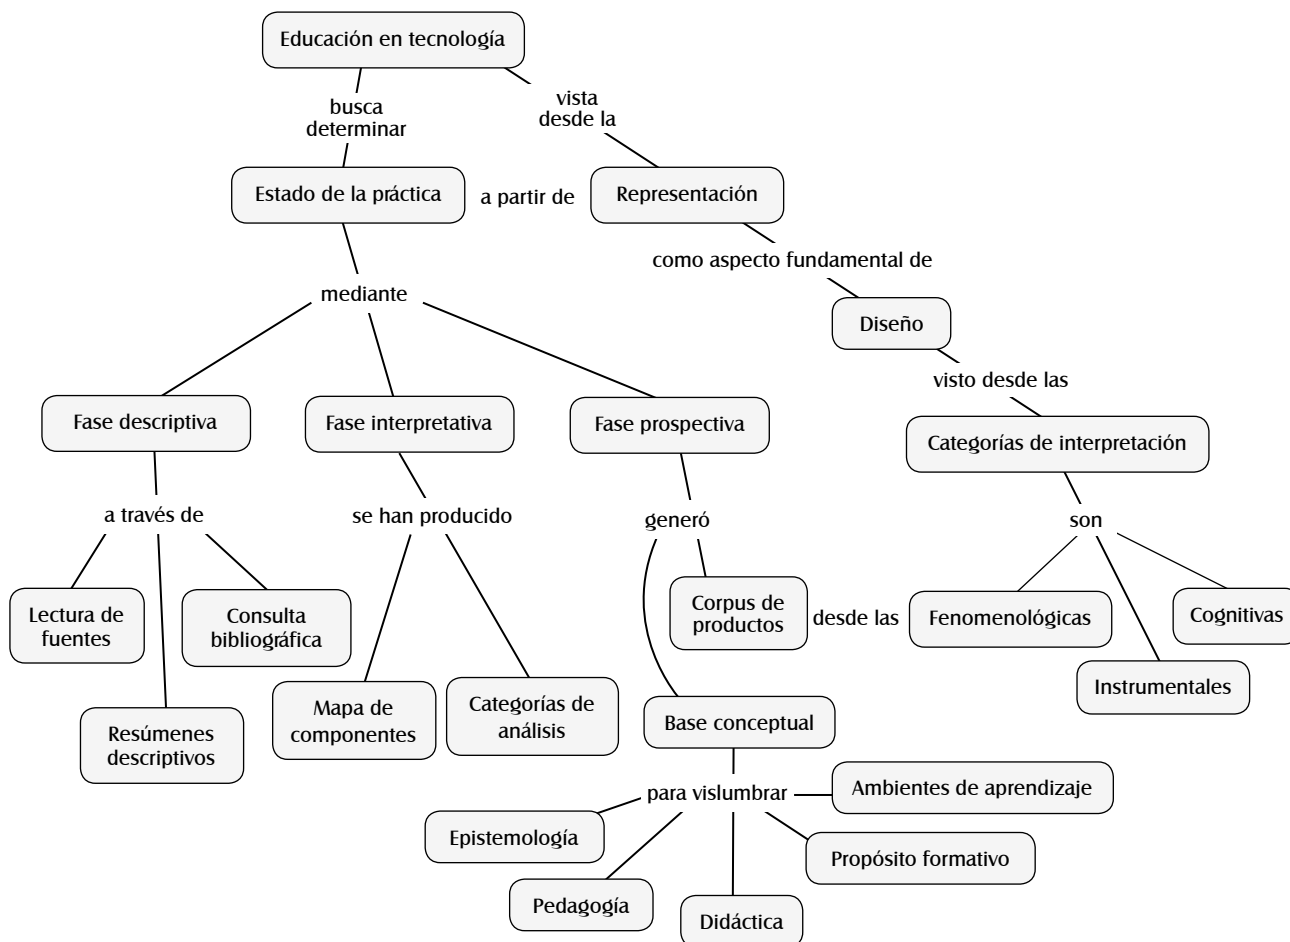 Educación en tecnología
busca
determinar
vista
desde la
Estado de la práctica
a partir de
Representación
como aspecto fundamental de
mediante
Diseño
visto desde las
Fase descriptiva
Fase interpretativa
Fase prospectiva
Categorías de interpretación
a través de
se han producido
generó
son
Lectura de
fuentes
Consulta
bibliográfica
Corpus de
productos
desde las
Fenomenológicas
Cognitivas
Instrumentales
Resúmenes
descriptivos
Mapa de
componentes
Categorías de
análisis
Base conceptual
para vislumbrar
Ambientes de aprendizaje
Epistemología
Propósito formativo
Pedagogía
Didáctica